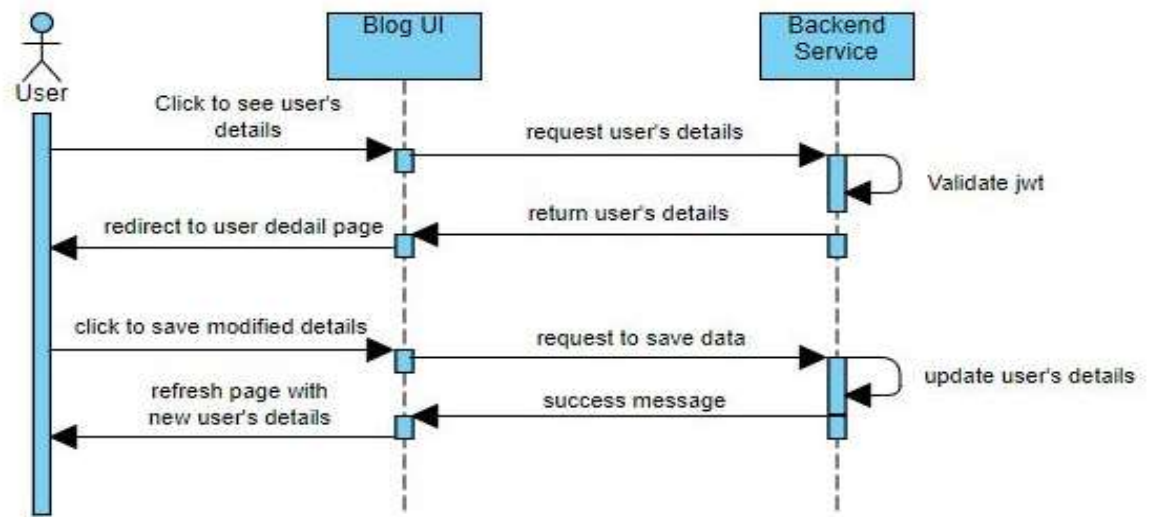 Blog UI
Backend
Service
User
Click to see user's
details
request user's details
Validate jwt
return user's details
redirect to user dedail page
click to save modified details
request to save data
update user's details
refresh page with
new user's details
success message